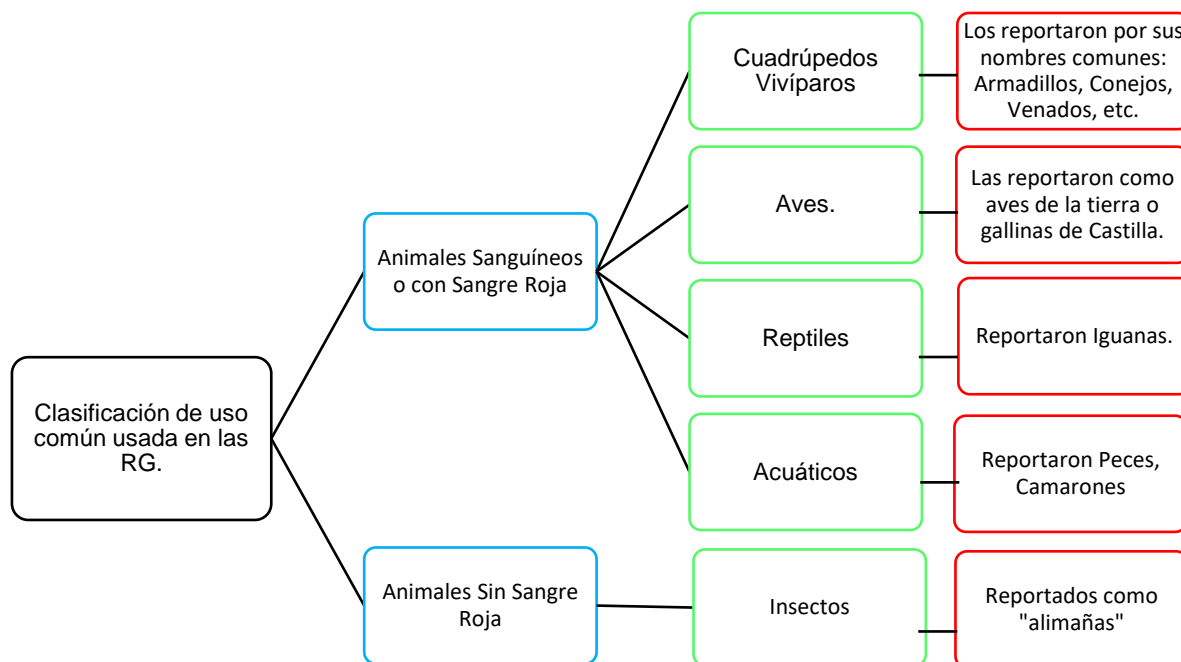 Clasificación de uso
común usada en las
RG.
Animales Sanguíneos
o con Sangre Roja
Cuadrúpedos
Vivíparos
Los reportaron por sus
nombres comunes:
Armadillos, Conejos,
Venados, etc.
Aves.
Las reportaron como
aves de la tierra o
gallinas de Castilla.
Reptiles
Reportaron Iguanas.
Acuáticos
Reportaron Peces,
Camarones
Animales Sin Sangre
Roja
Insectos
Reportados como
"alimañas"